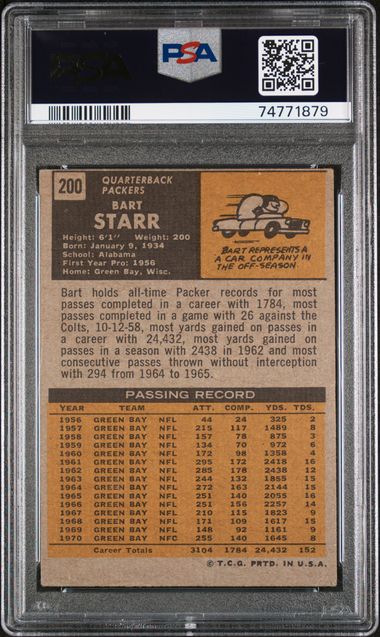 PSA
PSA
74771879
200
QUARTERBACK
PACKERS
BART
STARR
Height: 6'1" Weight: 200
Born: January 9, 1934
School: Alabama
First Year Pro: 1956
Home: Green Bay, Wisc.
BART REPRESENTS A
A CAR COMPANY IN
THE OFF-SEASON.
Bart holds all-time Packer records for most
passes completed in a career with 1784, most
passes completed in a game with 26 against the
Colts, 10-12-58, most yards gained on passes in
a career with 24,432, most yards gained on
passes in a season with 2438 in 1962 and most
consecutive passes thrown without interception
with 294 from 1964 to 1965.
PASSING RECORD
YEAR TEAM ATT. COMP. YDS. TDS.
1956 GREEN BAY NFL 44 24 325 2
1957 GREEN BAY NFL 215 117 1489 8
1958 GREEN BAY NFL 157 78 875 3
1959 GREEN BAY NFL 134 70 972 6
1960 GREEN BAY NFL 172 98 1358 4
1961 GREEN BAY NFL 295 172 2418 16
1962 GREEN BAY NFL 285 178 2438 12
1963 GREEN BAY NFL 244 132 1855 15
1964 GREEN BAY NFL 272 163 2144 15
1965 GREEN BAY NFL 251 140 2055 16
1966 GREEN BAY NFL 251 156 2257 14
1967 GREEN BAY NFL 210 115 1823 9
1968 GREEN BAY NFL 171 109 1617 15
1969 GREEN BAY NFL 148 92 1161 9
1970 GREEN BAY NFC 255 140 1645 8
Career Totals 3104 1784 24,432 152
© T.C.G. PRTD. IN U.S.A.